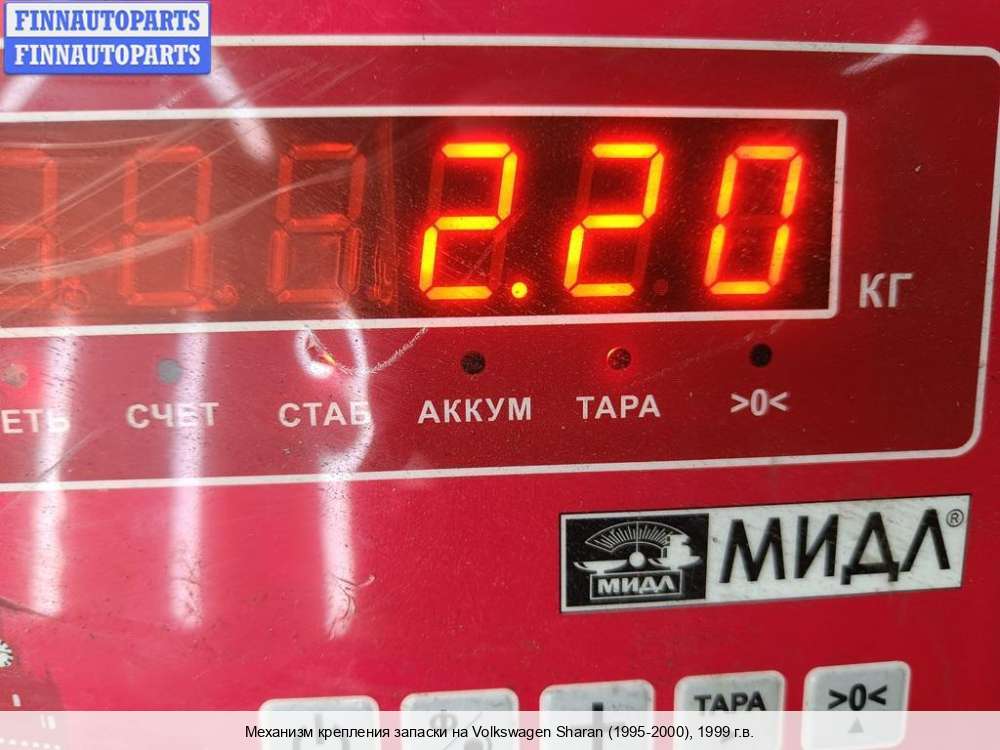 FINNAUTOPARTS
FINNAUTOPARTS
2.20
КГ
ЕТЬ СЧЕТ СТАБ АККУМ ТАРА >0<
МИДЛ МИДЛ®
ТАРА >0<
Механизм крепления запаски на Volkswagen Sharan (1995-2000), 1999 г.в.